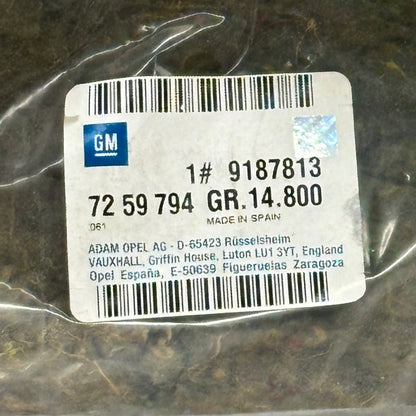 GM
1# 9187813
72 59 794 GR.14.800
061 MADE IN SPAIN
ADAM OPEL AG - D-65423 Rüsselsheim
VAUXHALL, Griffin House, Luton LU1 3YT, England
Opel España, E-50639 Figueruelas Zaragoza